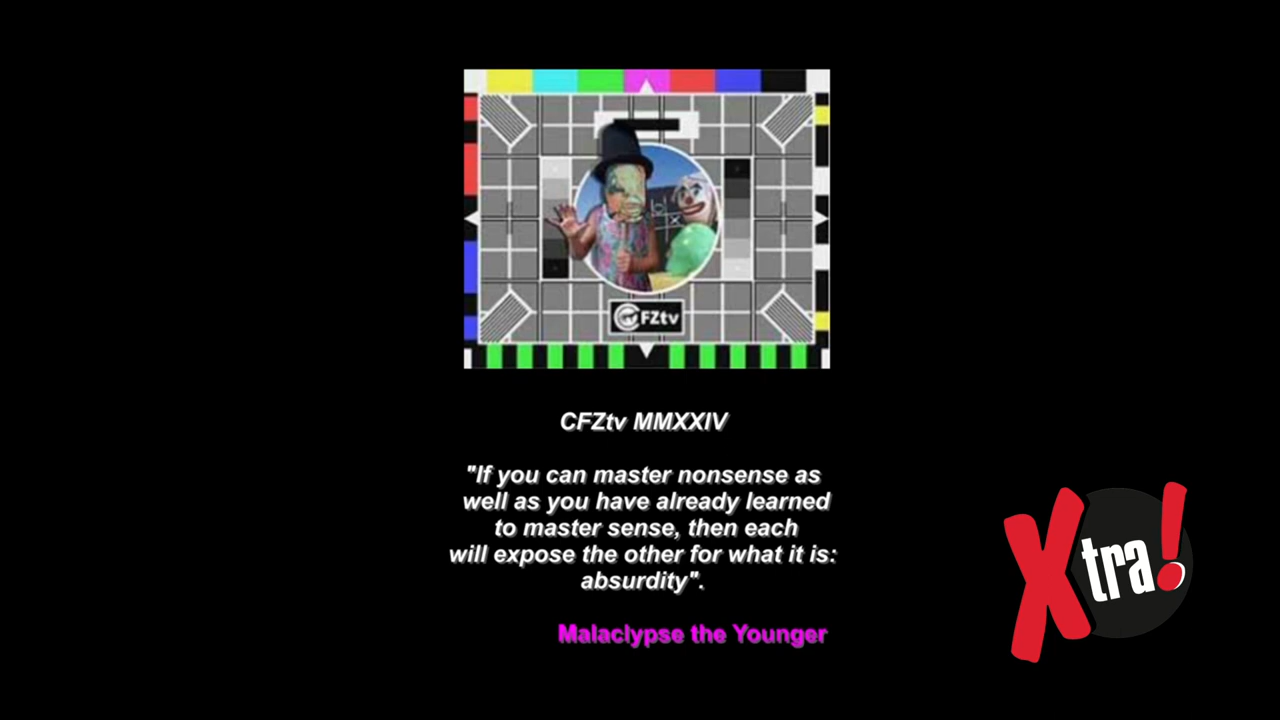 CFZtv
CFZtv MMXXIV
"If you can master nonsense as
well as you have already learned
to master sense, then each
will expose the other for what it is:
absurdity".
Malaclypse the Younger
Xtra!